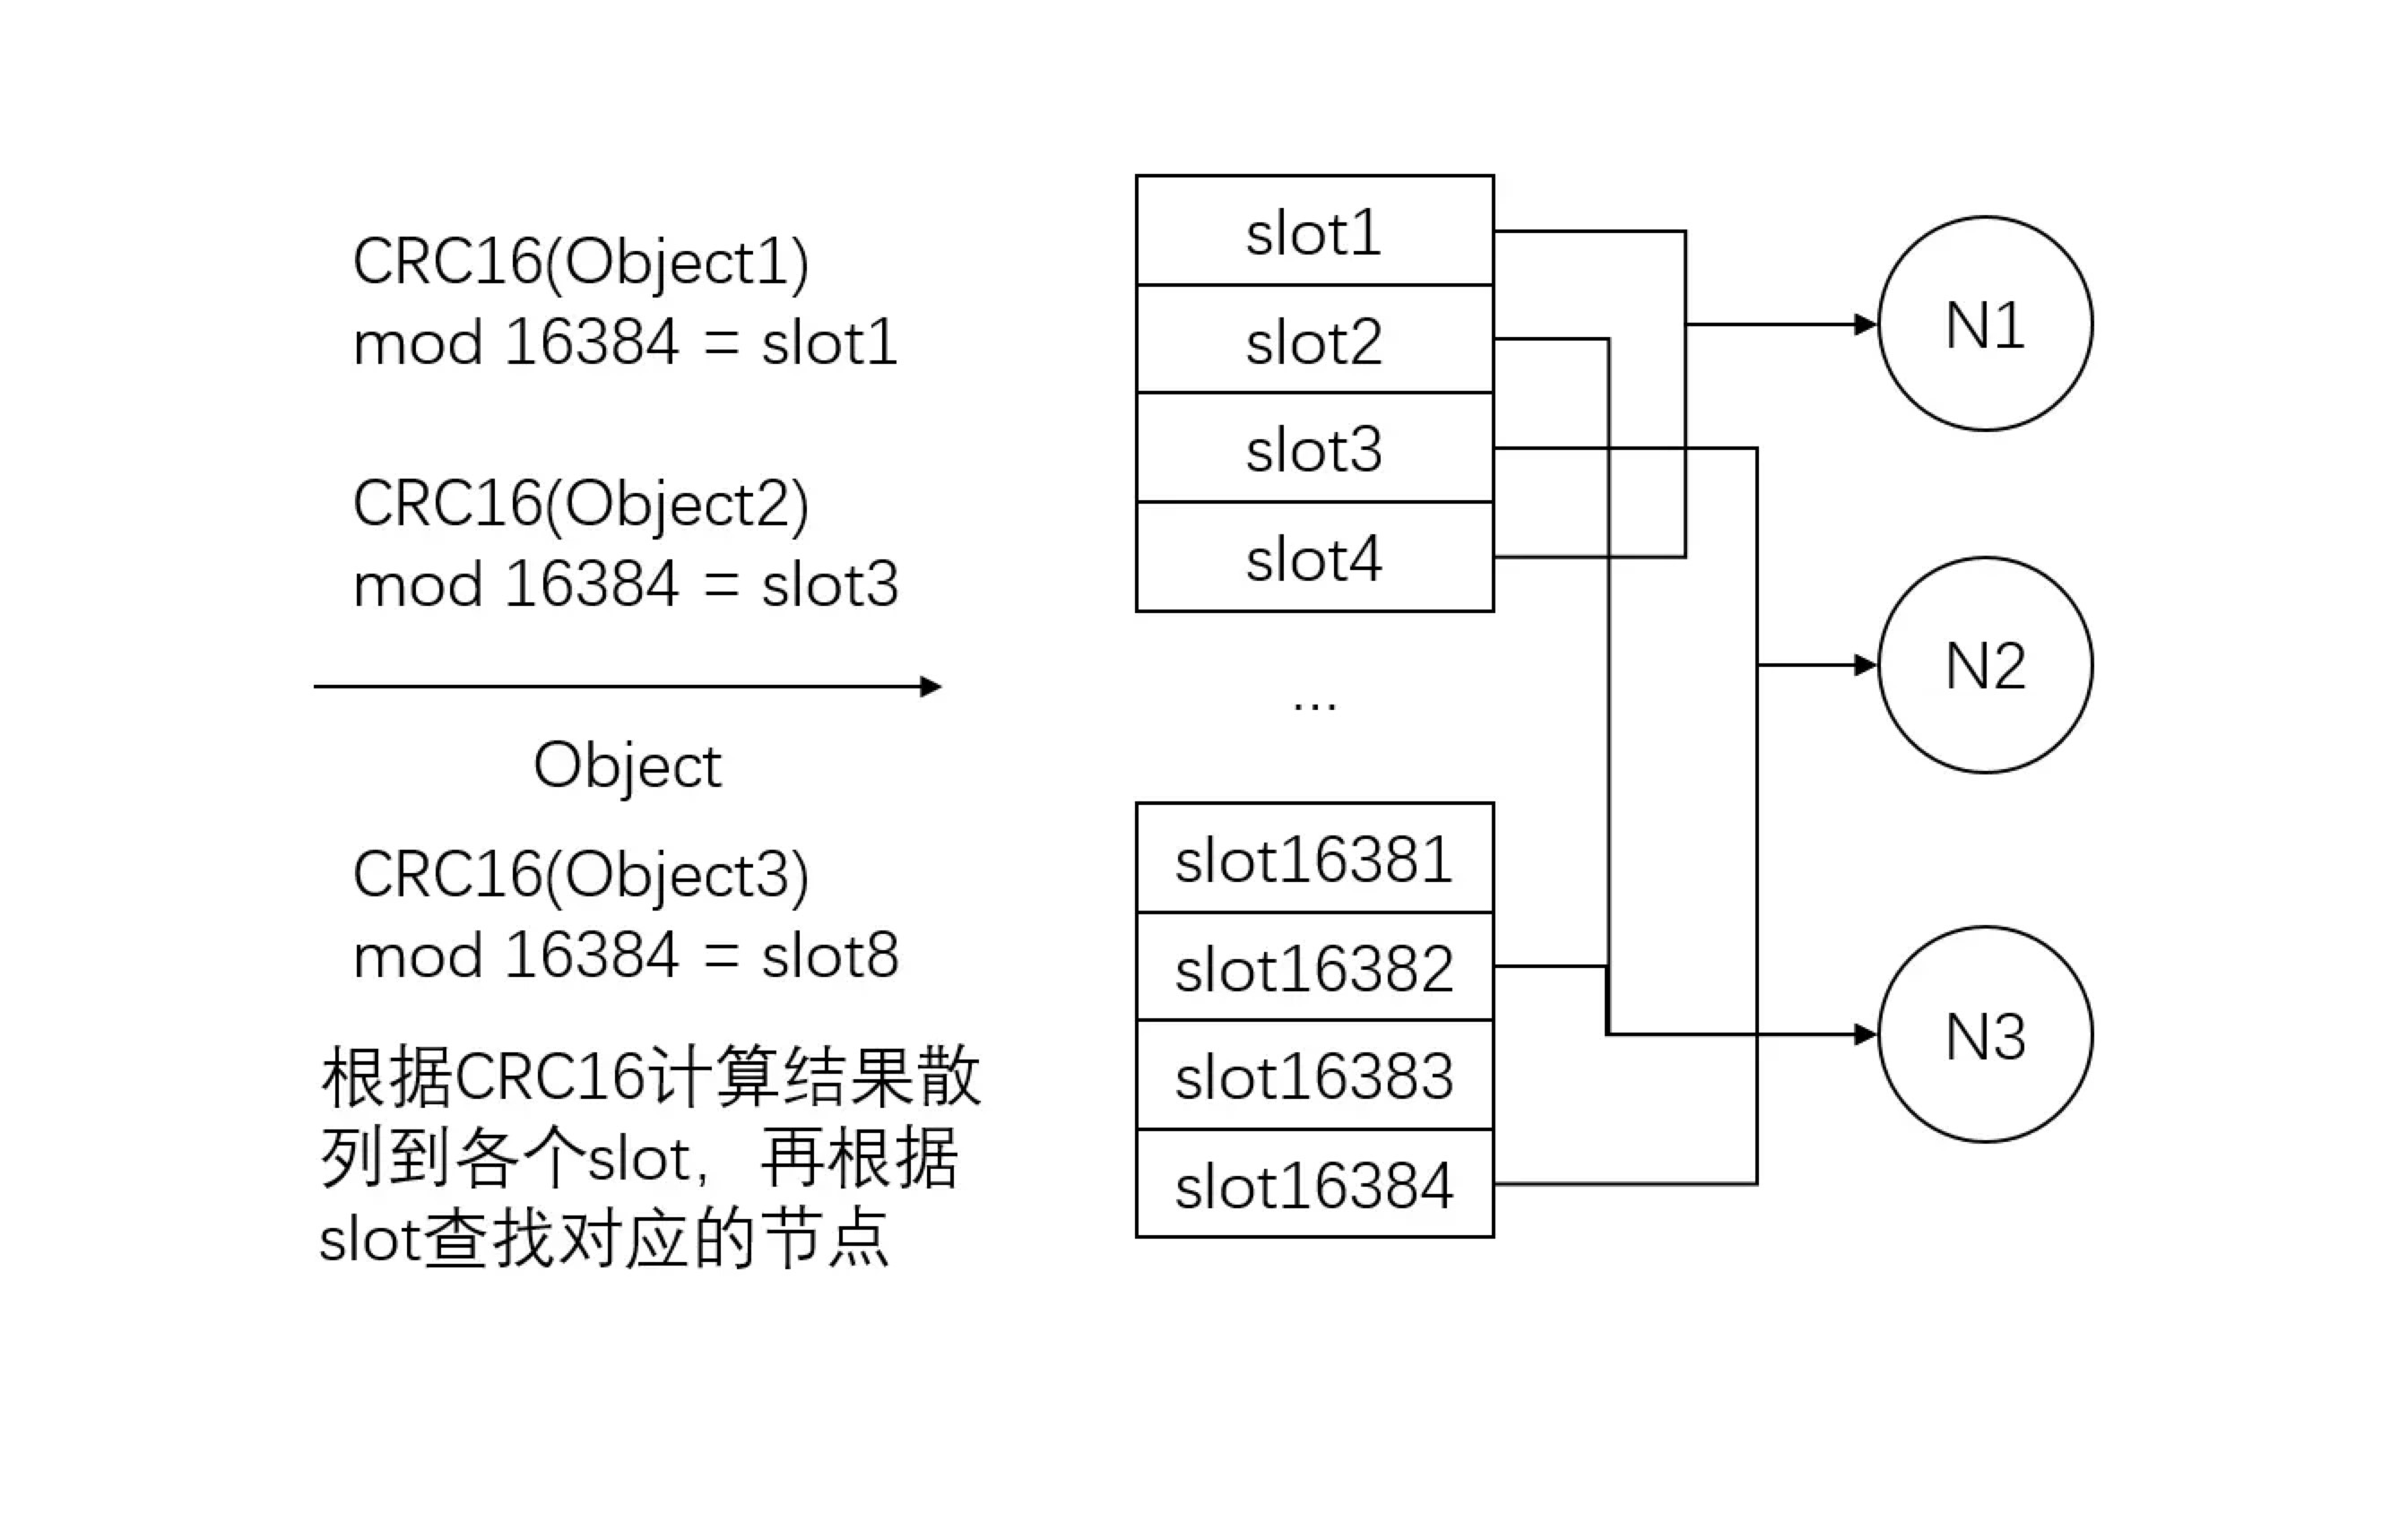 CRC16(Object1)
mod 16384 = slot1
CRC16(Object2)
mod 16384 = slot3
Object
CRC16(Object3)
mod 16384 = slot8
根据CRC16计算结果散
列到各个slot，再根据
slot查找对应的节点
slot1
slot2
slot3
slot4
...
slot16381
slot16382
slot16383
slot16384
N1
N2
N3